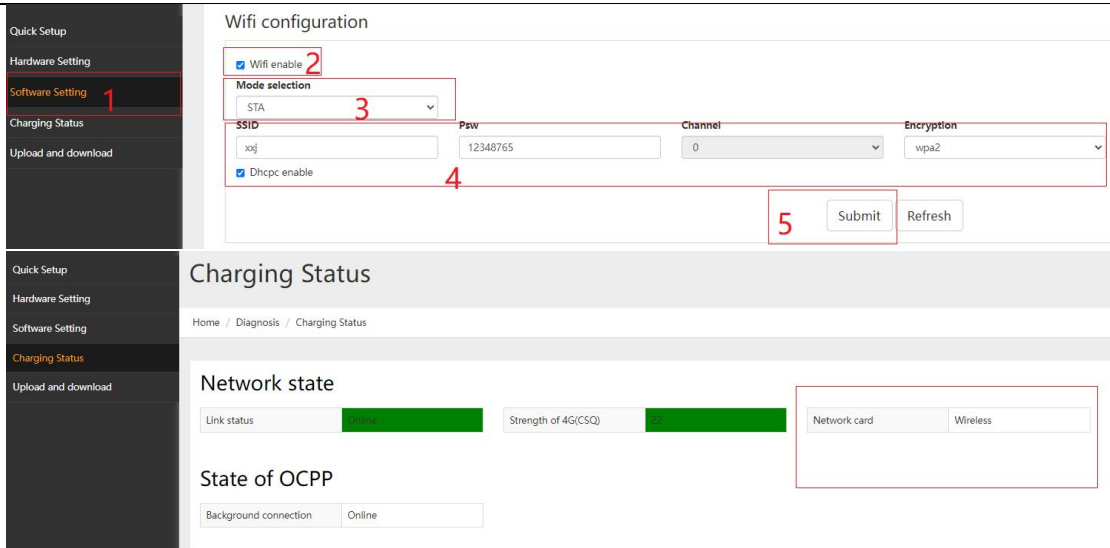 Quick Setup
Hardware Setting
Software Setting 1
Charging Status
Upload and download
Wifi configuration
Wifi enable 2
Mode selection
STA 3
SSID Psw Channel Encryption
xxj 12348765 0 wpa2
Dhcpc enable 4
5 Submit Refresh
Quick Setup
Hardware Setting
Software Setting
Charging Status
Upload and download
Charging Status
Home / Diagnosis / Charging Status
Network state
Link status Online Strength of 4G(CSQ) 22 Network card Wireless
State of OCPP
Background connection Online